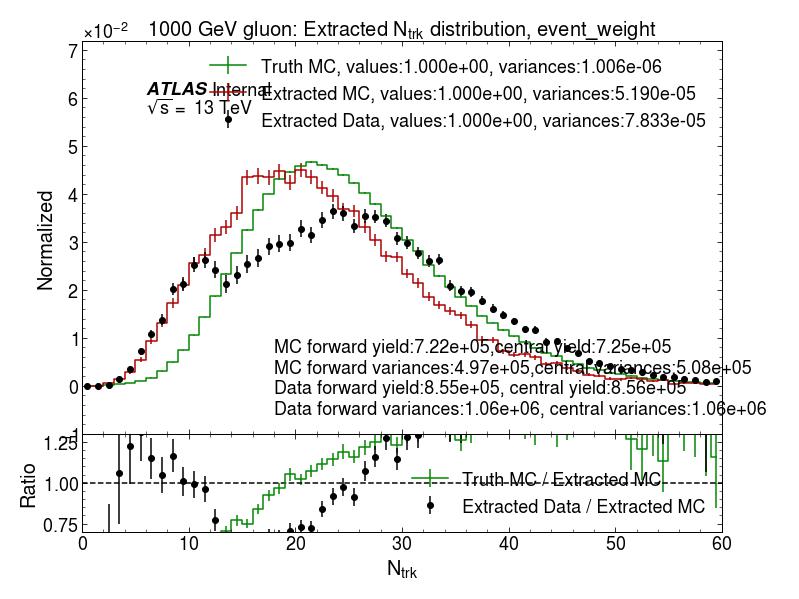 ×10⁻² 1000 GeV gluon: Extracted Ntrk distribution, event_weight
Truth MC, values:1.000e+00, variances:1.006e-06
ATLAS Internal
Extracted MC, values:1.000e+00, variances:5.190e-05
√s = 13 TeV
Extracted Data, values:1.000e+00, variances:7.833e-05
7
6
5
4
3
2
1
0
Normalized
MC forward yield:7.22e+05,central yield:7.25e+05
MC forward variances:4.97e+05,central variances:5.08e+05
Data forward yield:8.55e+05, central yield:8.56e+05
Data forward variances:1.06e+06, central variances:1.06e+06
1.25
1.00
0.75
Ratio
Truth MC / Extracted MC
Extracted Data / Extracted MC
0 10 20 30 40 50 60
Ntrk